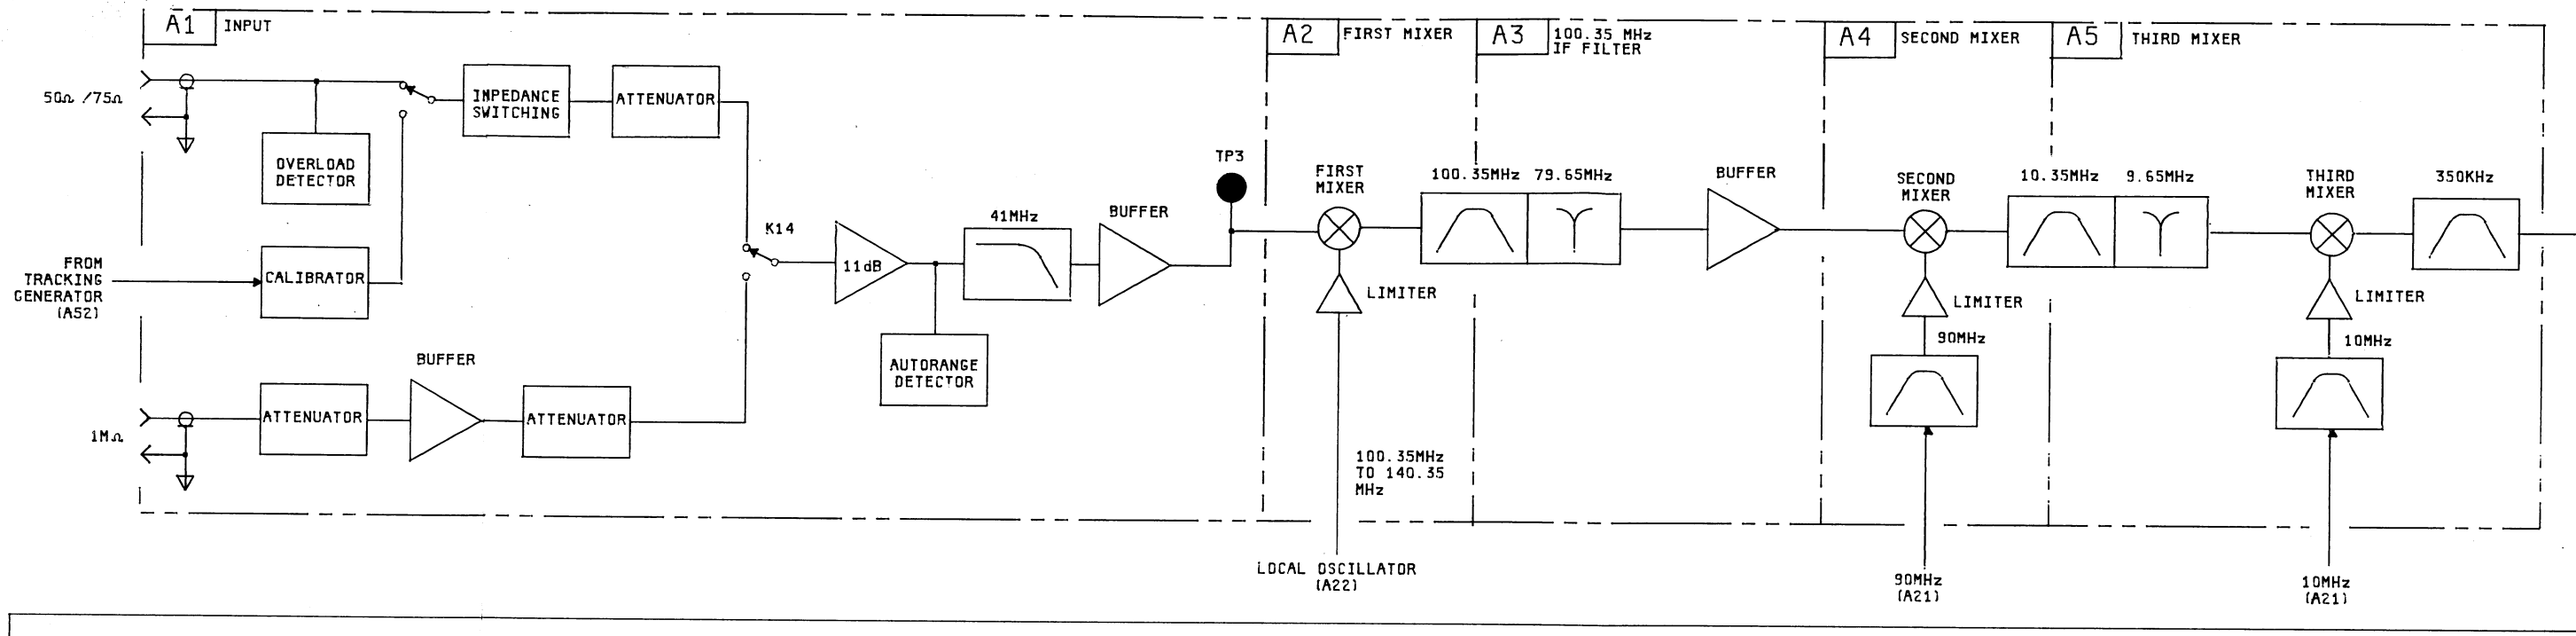 A1 INPUT
A2 FIRST MIXER
A3 100.35 MHz
IF FILTER
A4 SECOND MIXER
A5 THIRD MIXER
50Ω /75Ω
OVERLOAD
DETECTOR
IMPEDANCE
SWITCHING
ATTENUATOR
FROM
TRACKING
GENERATOR
(A52)
CALIBRATOR
1MΩ
ATTENUATOR
BUFFER
ATTENUATOR
K14
11dB
AUTORANGE
DETECTOR
41MHz
BUFFER
TP3
FIRST
MIXER
LIMITER
100.35MHz
TO 140.35
MHz
LOCAL OSCILLATOR
(A22)
100.35MHz 79.65MHz
BUFFER
SECOND
MIXER
LIMITER
90MHz
90MHz
(A21)
10.35MHz 9.65MHz
THIRD
MIXER
LIMITER
10MHz
10MHz
(A21)
350KHz